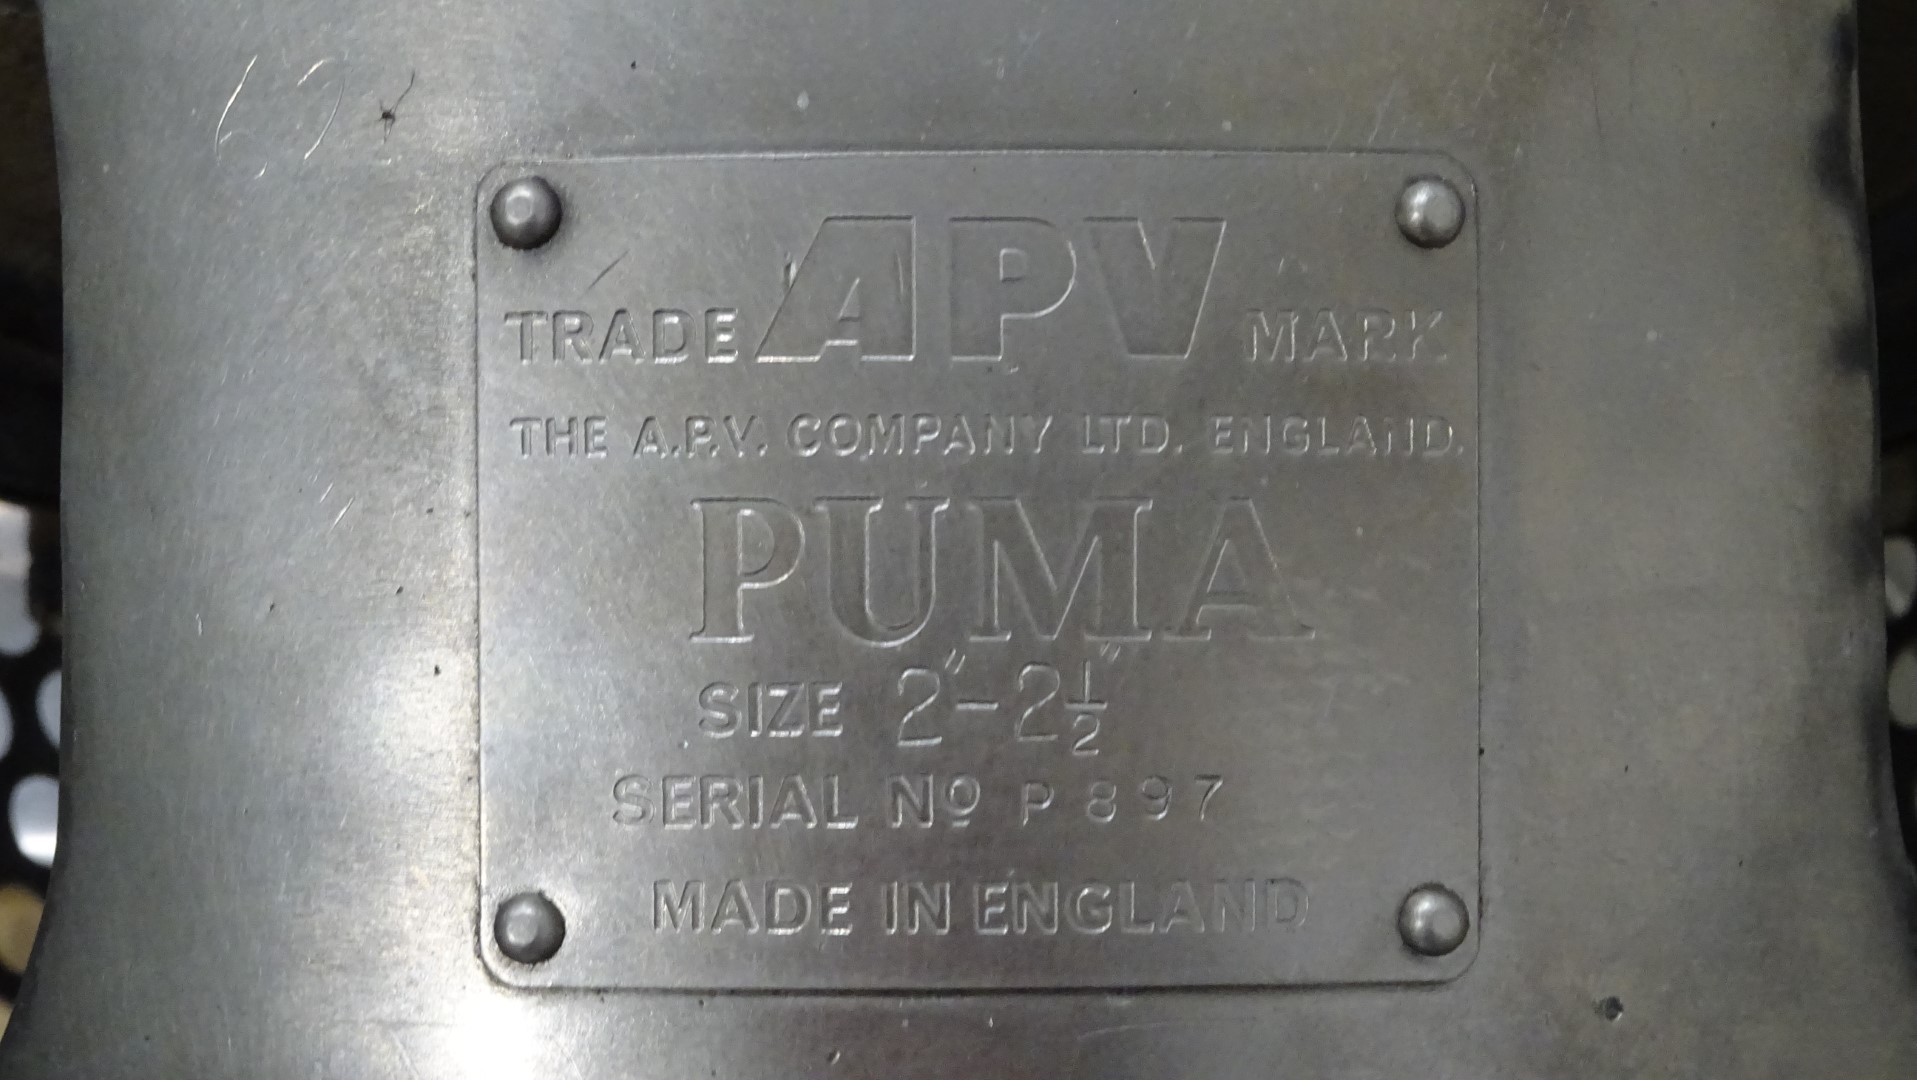 TRADE APV MARK
THE A.P.V. COMPANY LTD. ENGLAND.
PUMA
SIZE 2"-2½"
SERIAL Nº P 897
MADE IN ENGLAND